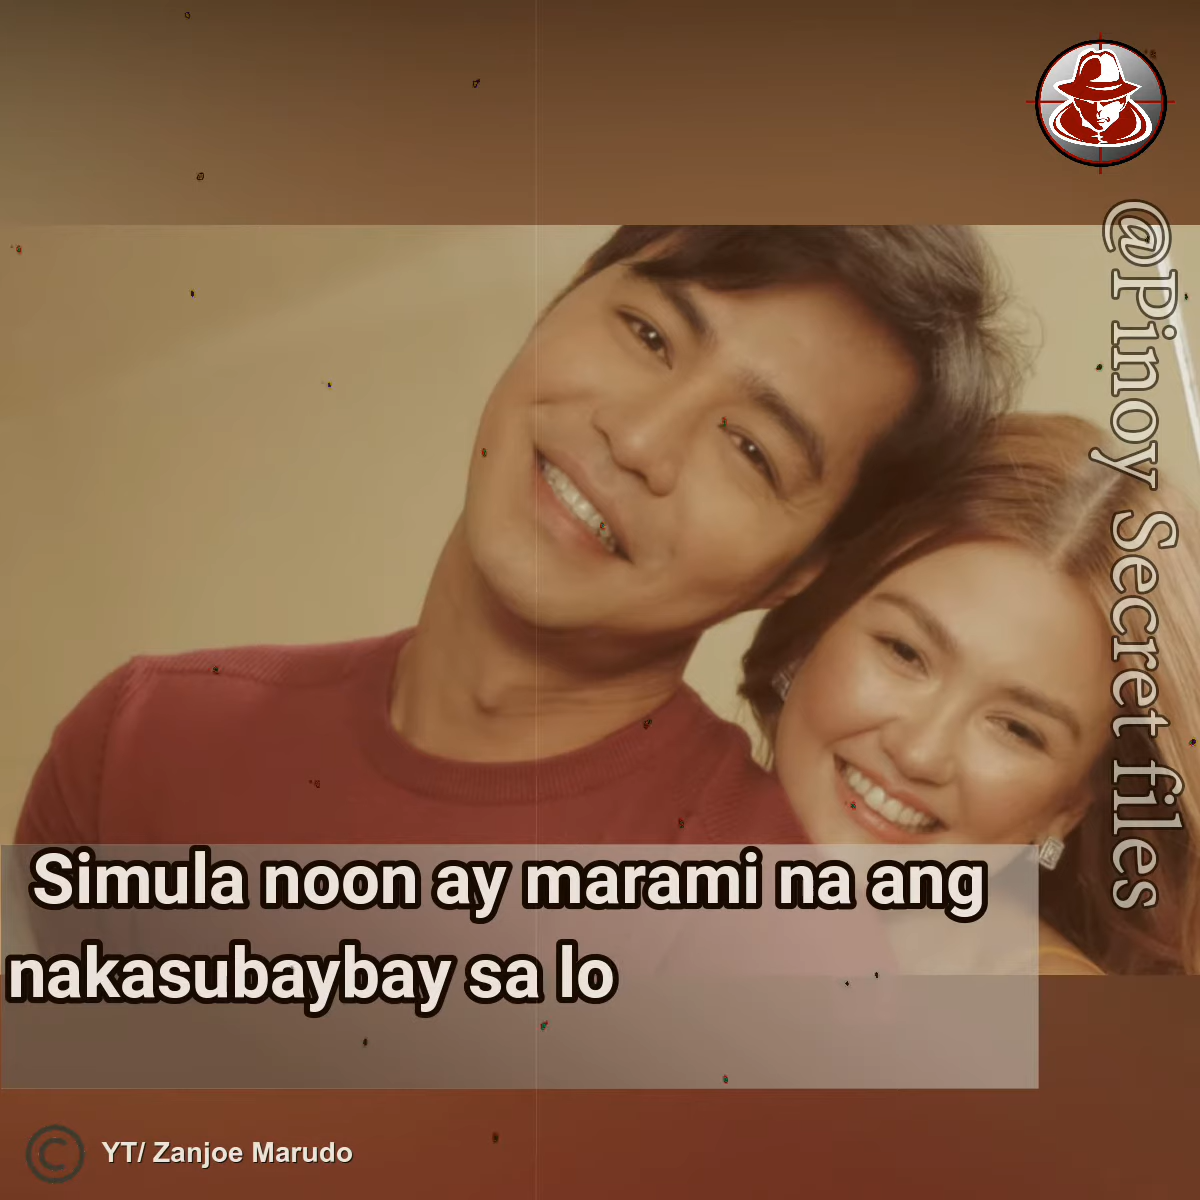 @Pinoy Secret files
Simula noon ay marami na ang
nakasubaybay sa lo
© YT/ Zanjoe Marudo